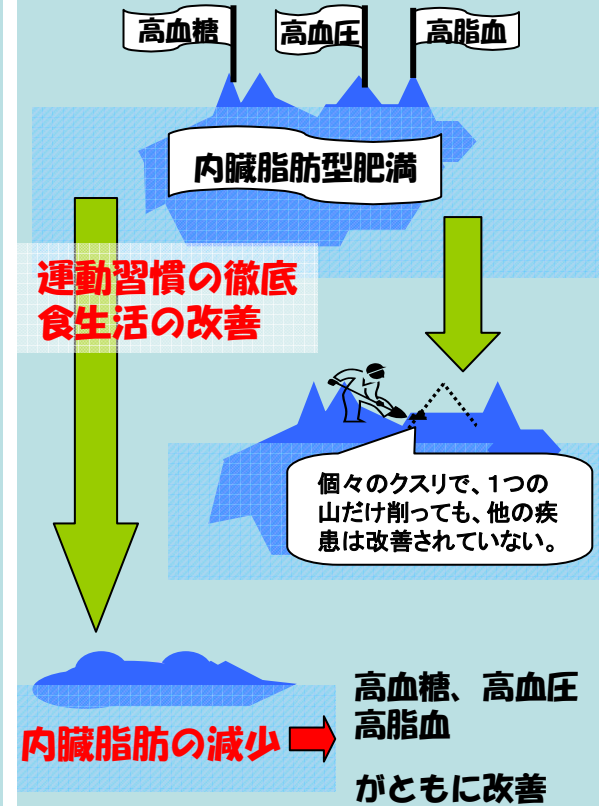 高血糖
高血圧
高脂血
内臓脂肪型肥満
運動習慣の徹底
食生活の改善
個々のクスリで、1つの
山だけ削っても、他の疾
患は改善されていない。
内臓脂肪の減少
高血糖、高血圧
高脂血
がともに改善